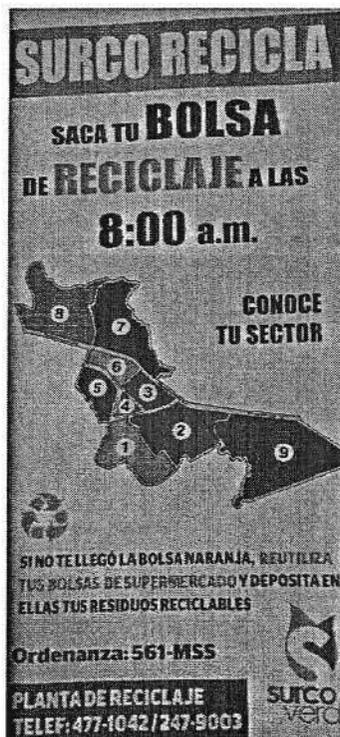 SURCO RECICLA
SACA TU BOLSA
DE RECICLAJE A LAS
8:00 a.m.
CONOCE
TU SECTOR
8
7
6
5
3
4
2
1
9
SI NO TE LLEGÓ LA BOLSA NARANJA, REUTILIZA
TUS BOLSAS DE SUPERMERCADO Y DEPOSITA EN
ELLAS TUS RESIDUOS RECICLABLES
Ordenanza: 561-MSS
surco
verde
PLANTA DE RECICLAJE
TELEF: 477-1042 / 247-9003